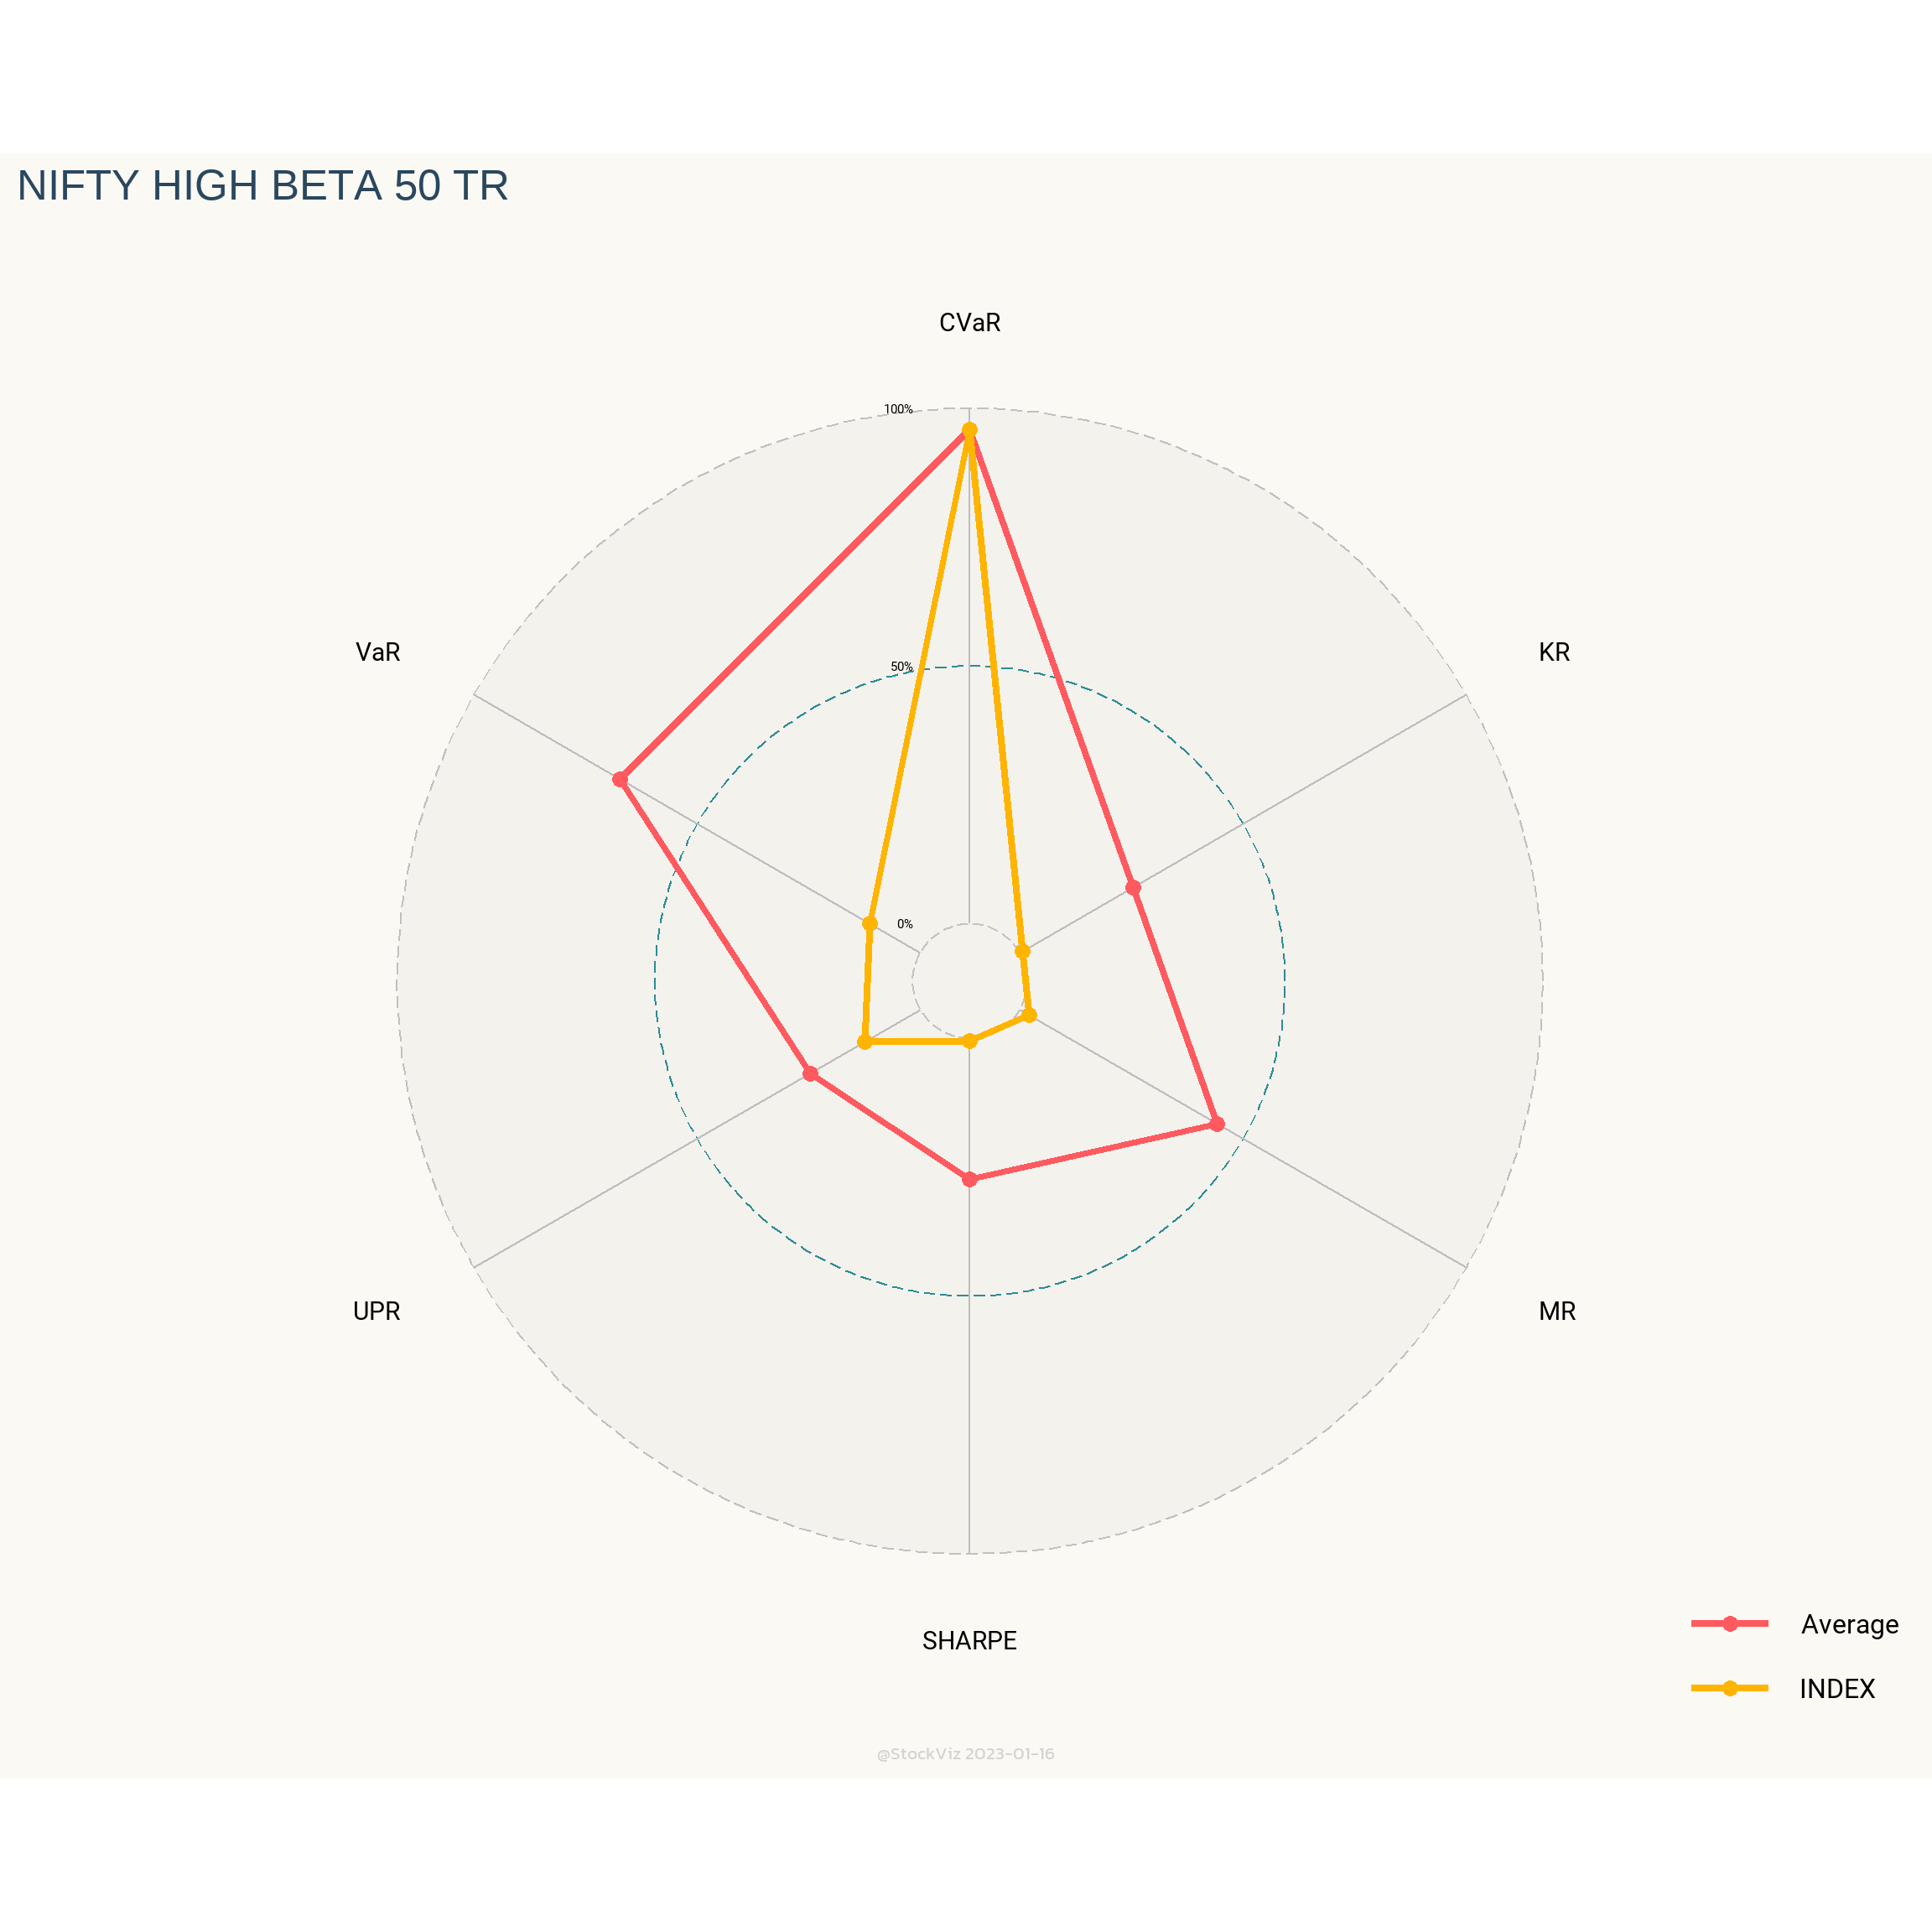 NIFTY HIGH BETA 50 TR
CVaR
100%
VaR
KR
50%
0%
UPR
MR
SHARPE
Average
INDEX
@StockViz 2023-01-16